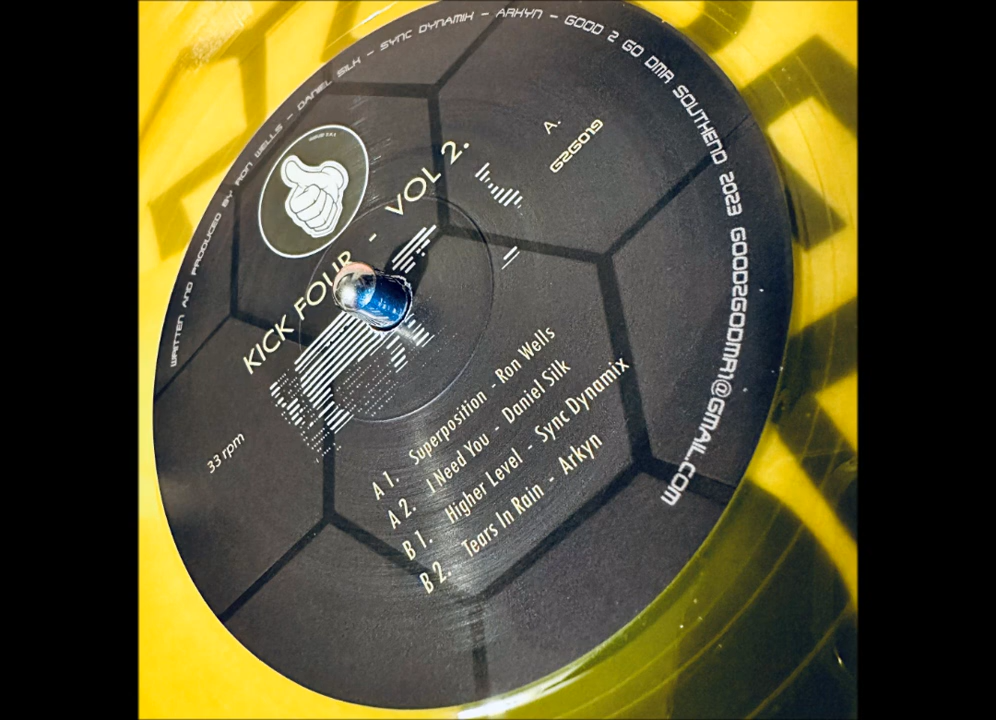 WRITTEN AND PRODUCED BY RON WELLS - DANIEL SILK - SYNC DYNAMIX - ARKYN - GOOD 2 GO DMA SOUTHEND 2023 GOOD2GODMA1@GMAIL.COM
A.
G2G019
KICK FOUR - VOL 2.
33 rpm
A 1. Superposition - Ron Wells
A 2. I Need You - Daniel Silk
B 1. Higher Level - Sync Dynamix
B 2. Tears In Rain - Arkyn